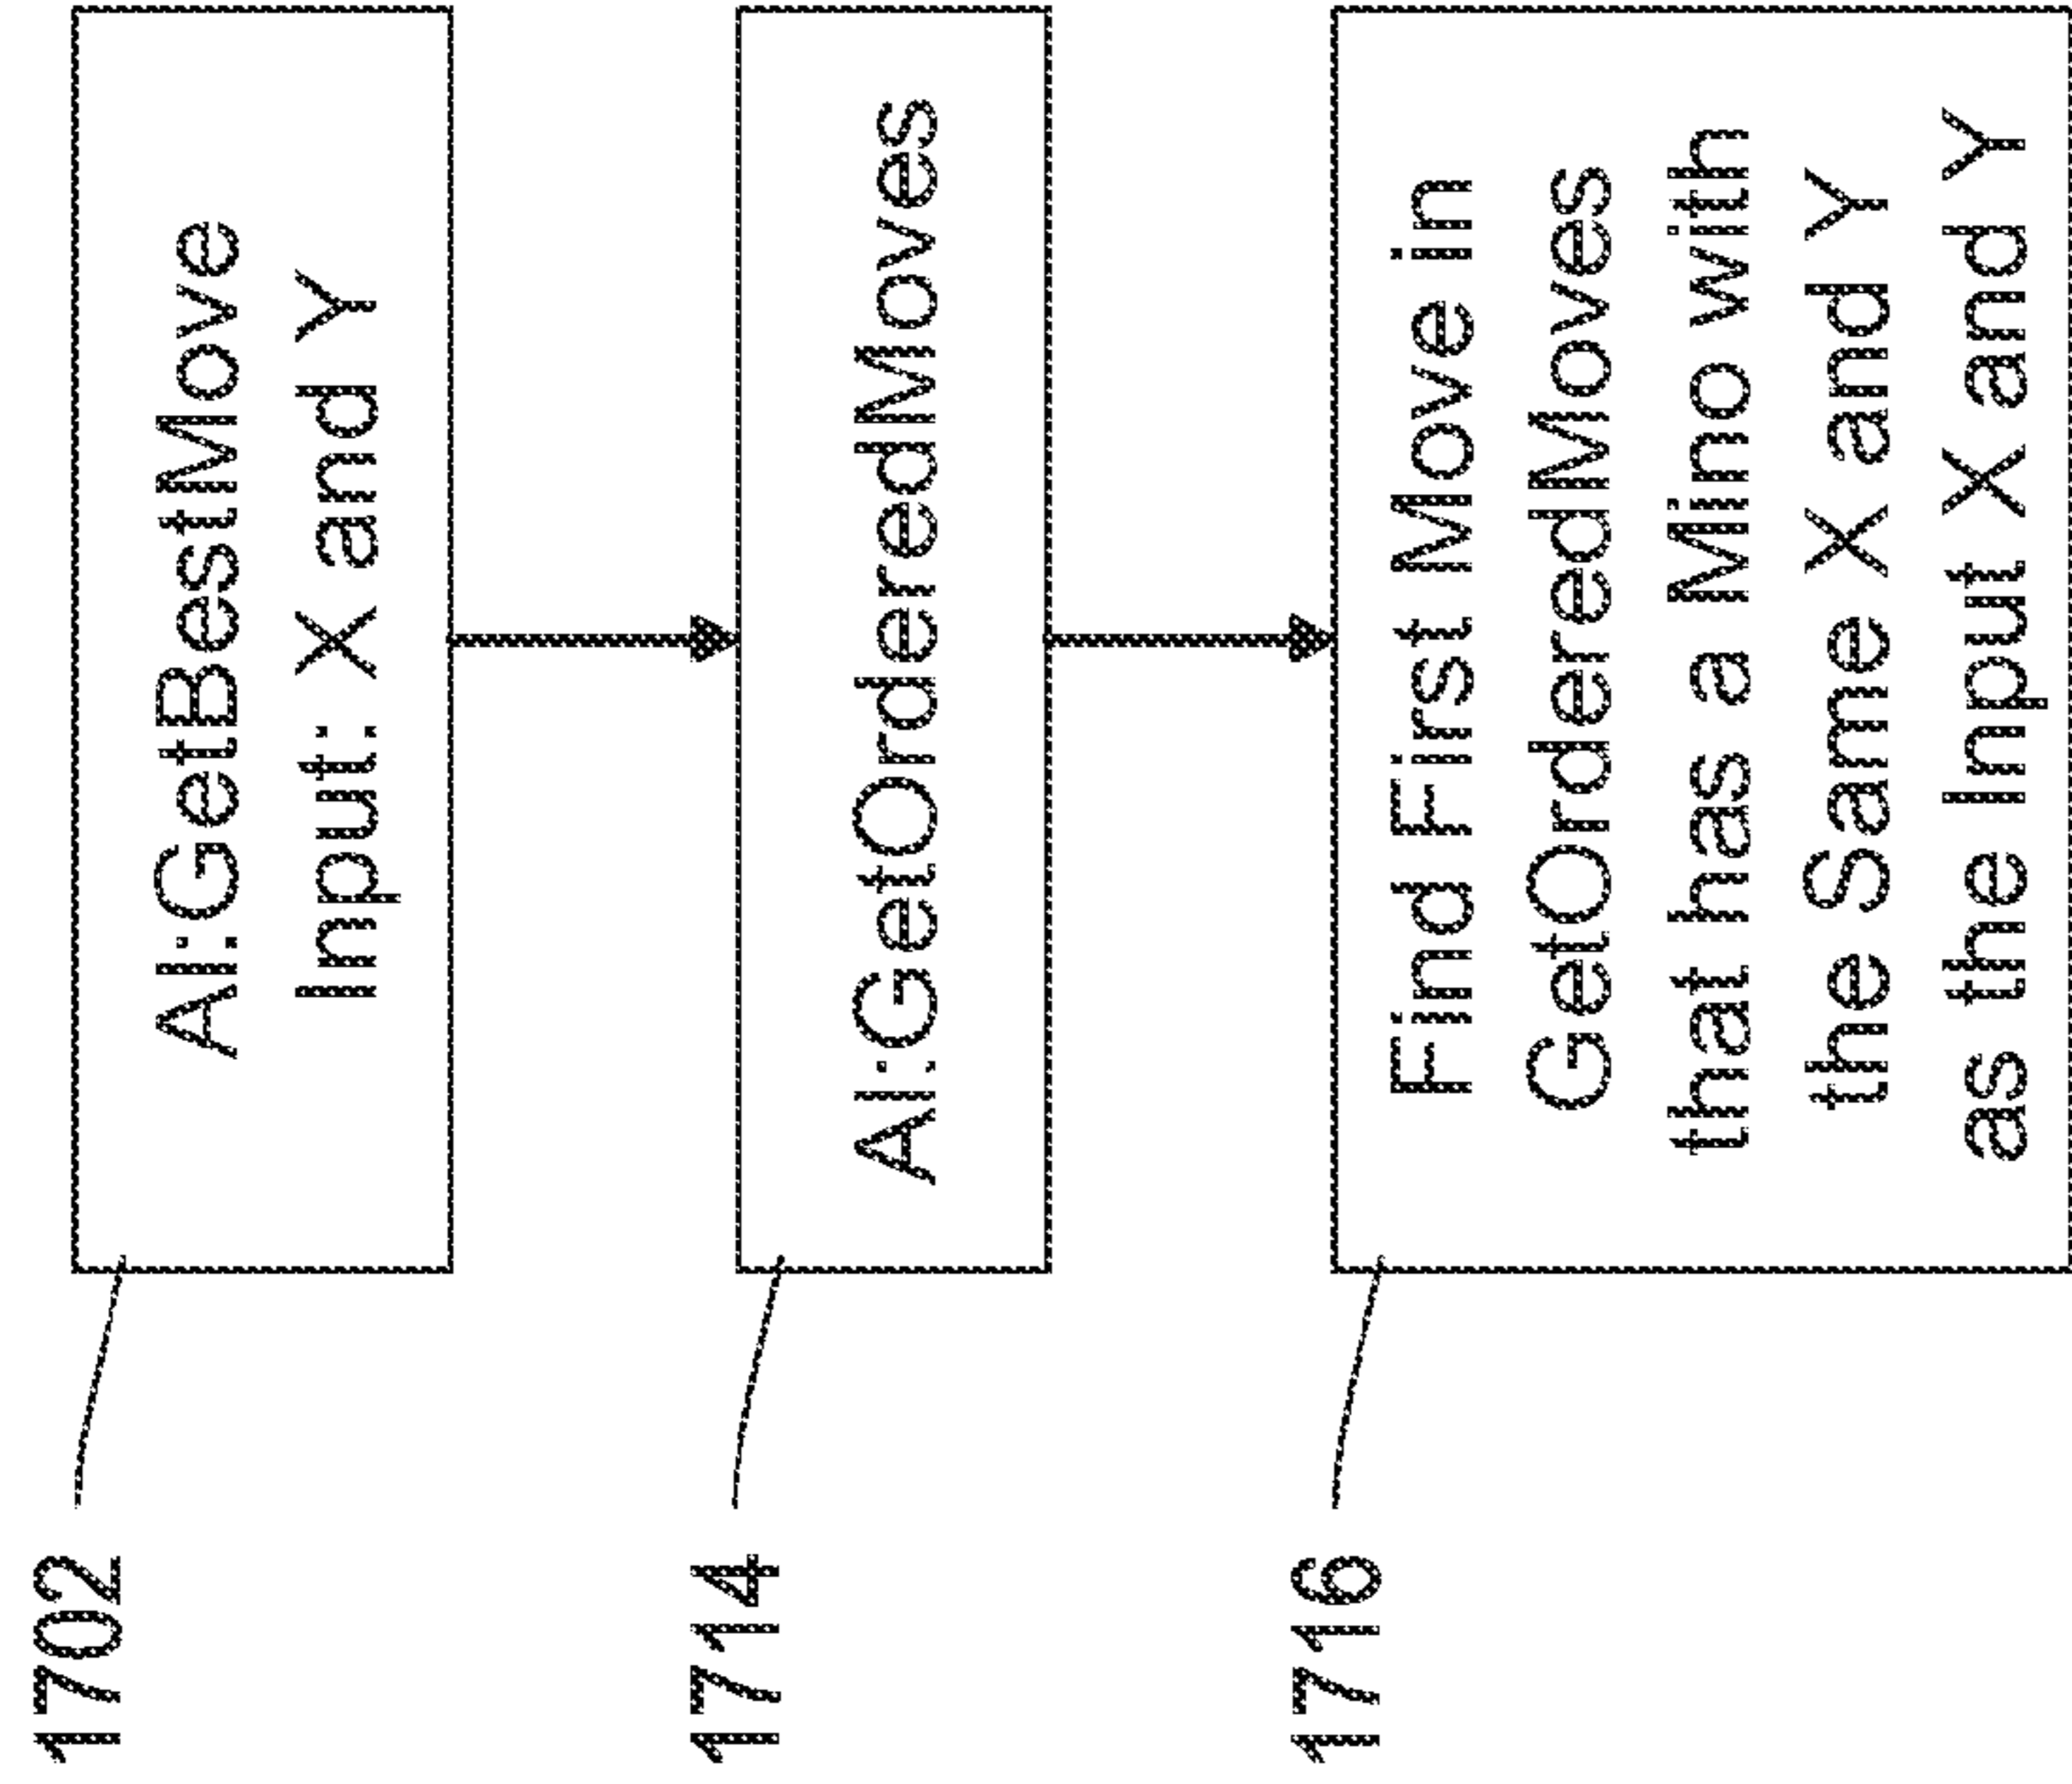 1702
AI:GetBestMove
Input: X and Y
1714
AI:GetOrderedMoves
1716
Find First Move in
GetOrderedMoves
that has a Mino with
the Same X and Y
as the Input X and Y